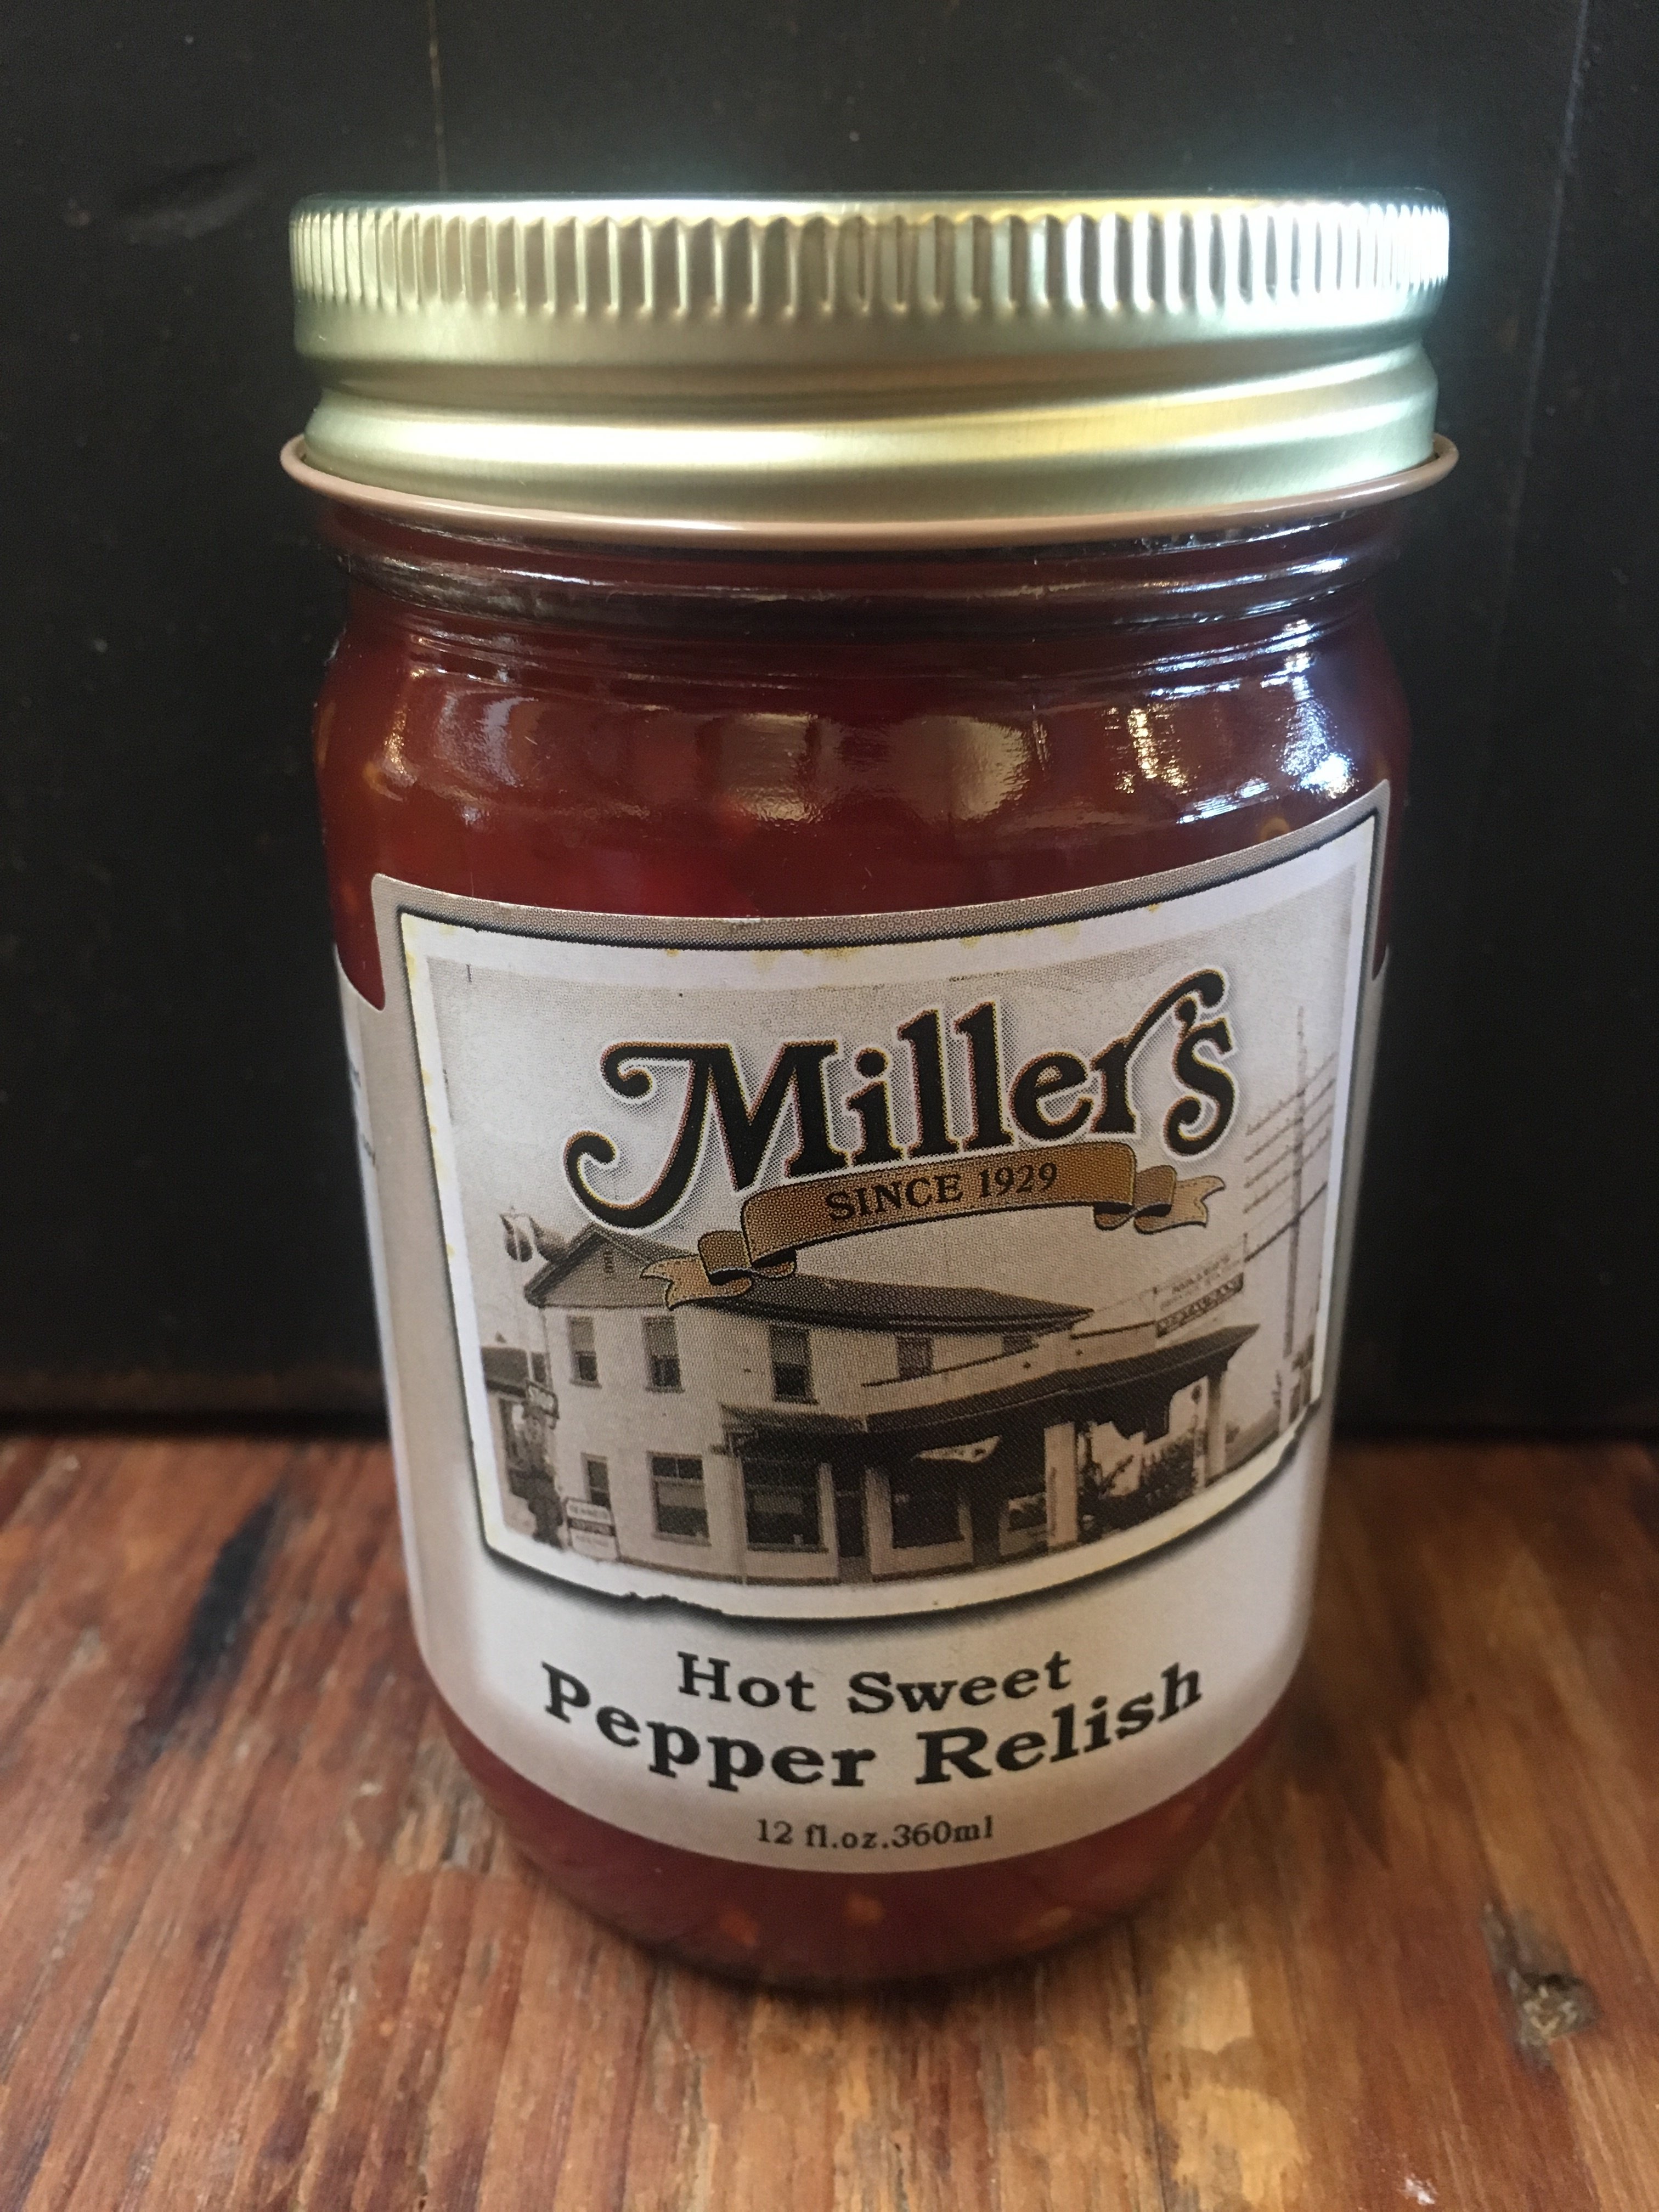 Miller's
SINCE 1929
Hot Sweet
Pepper Relish
12 fl.oz.360ml